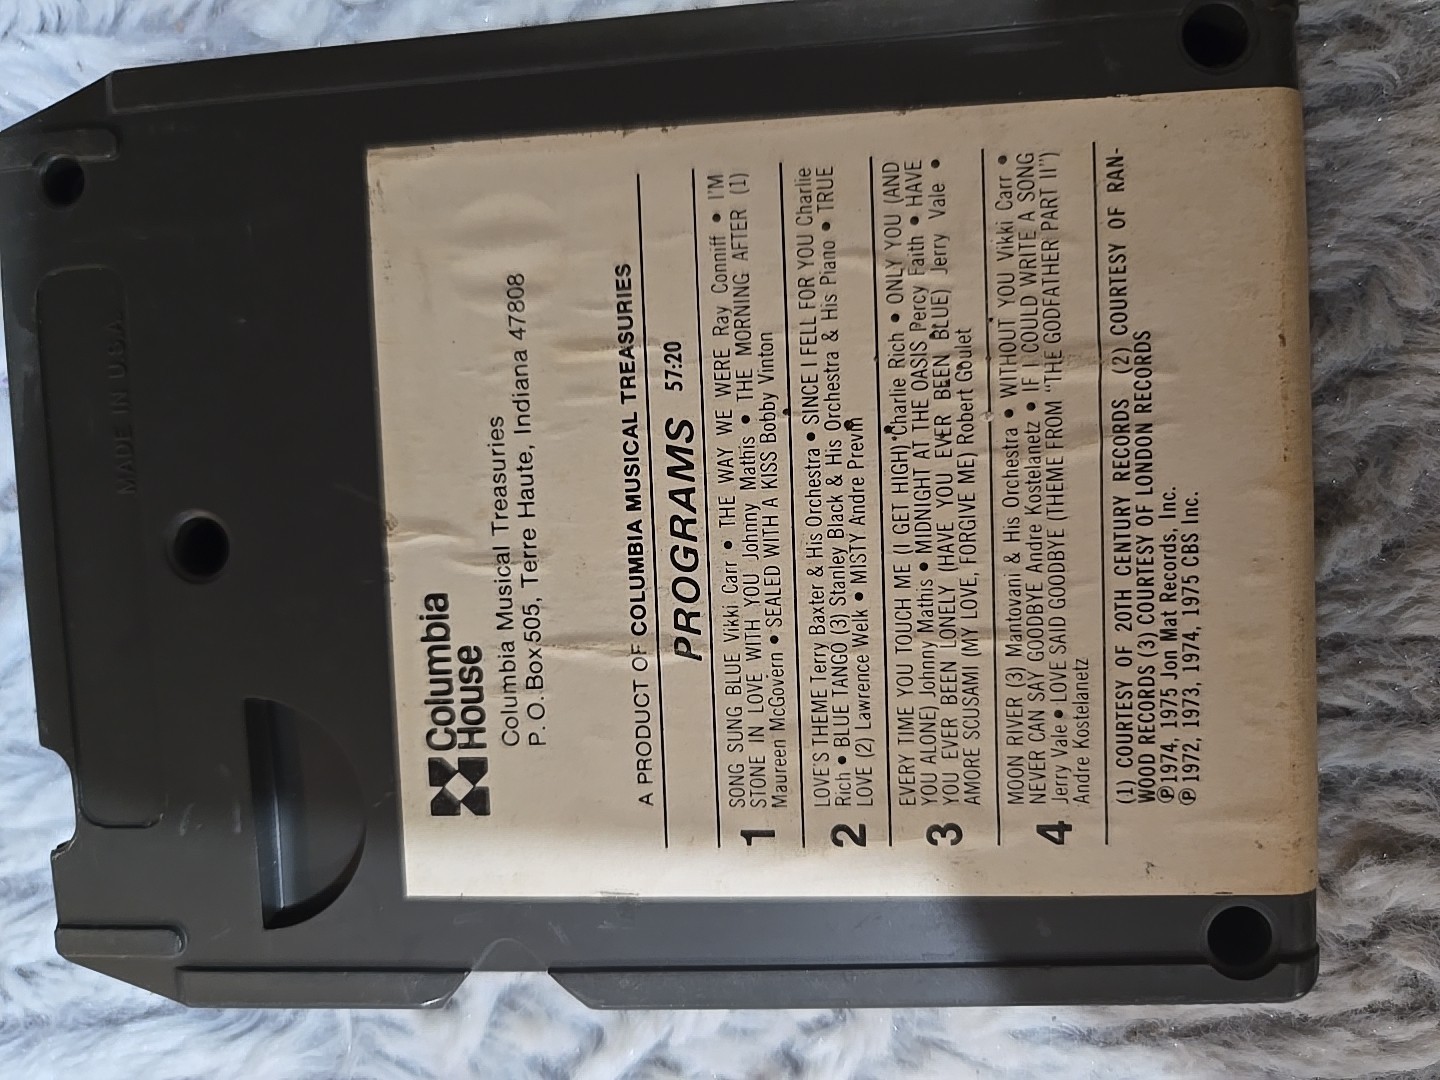 MADE IN U.S.A.
Columbia
House
Columbia Musical Treasuries
P. O. Box 505, Terre Haute, Indiana 47808
A PRODUCT OF COLUMBIA MUSICAL TREASURIES
PROGRAMS 57:20
1 SONG SUNG BLUE Vikki Carr • THE WAY WE WERE Ray Conniff • I'M
STONE IN LOVE WITH YOU Johnny Mathis • THE MORNING AFTER (1)
Maureen McGovern • SEALED WITH A KISS Bobby Vinton
2 LOVE'S THEME Terry Baxter & His Orchestra • SINCE I FELL FOR YOU Charlie
Rich • BLUE TANGO (3) Stanley Black & His Orchestra & His Piano • TRUE
LOVE (2) Lawrence Welk • MISTY Andre Previn
3 EVERY TIME YOU TOUCH ME (I GET HIGH) Charlie Rich • ONLY YOU (AND
YOU ALONE) Johnny Mathis • MIDNIGHT AT THE OASIS Percy Faith • HAVE
YOU EVER BEEN LONELY (HAVE YOU EVER BEEN BLUE) Jerry Vale •
AMORE SCUSAMI (MY LOVE, FORGIVE ME) Robert Goulet
4 MOON RIVER (3) Mantovani & His Orchestra • WITHOUT YOU Vikki Carr •
NEVER CAN SAY GOODBYE Andre Kostelanetz • IF I COULD WRITE A SONG
Jerry Vale • LOVE SAID GOODBYE (THEME FROM "THE GODFATHER PART II")
Andre Kostelanetz
(1) COURTESY OF 20TH CENTURY RECORDS (2) COURTESY OF RAN-
WOOD RECORDS (3) COURTESY OF LONDON RECORDS
Ⓟ1974, 1975 Jon Mat Records, Inc.
Ⓟ1972, 1973, 1974, 1975 CBS Inc.